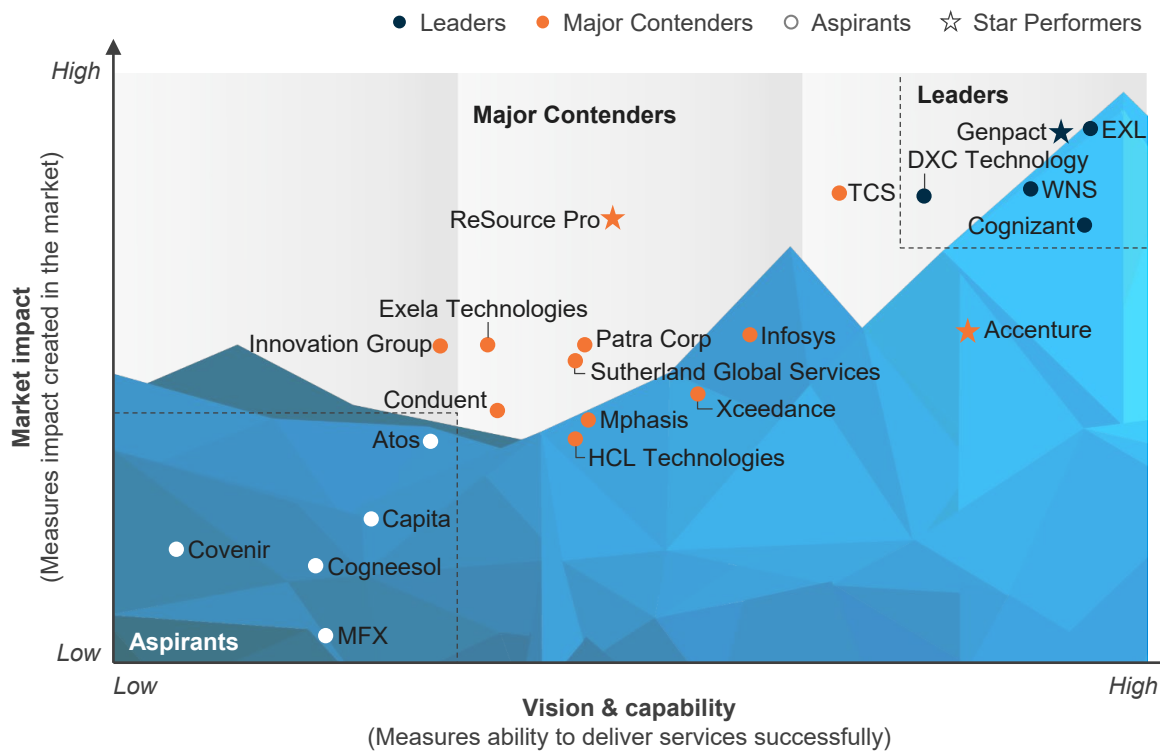 Leaders
Major Contenders
Aspirants
Star Performers
High
Market impact
(Measures impact created in the market)
Low
Major Contenders
Leaders
Genpact
EXL
DXC Technology
TCS
WNS
ReSource Pro
Cognizant
Exela Technologies
Innovation Group
Patra Corp
Infosys
Accenture
Sutherland Global Services
Conduent
Xceedance
Mphasis
Atos
HCL Technologies
Capita
Covenir
Cogneesol
Aspirants
MFX
Low
High
Vision & capability
(Measures ability to deliver services successfully)